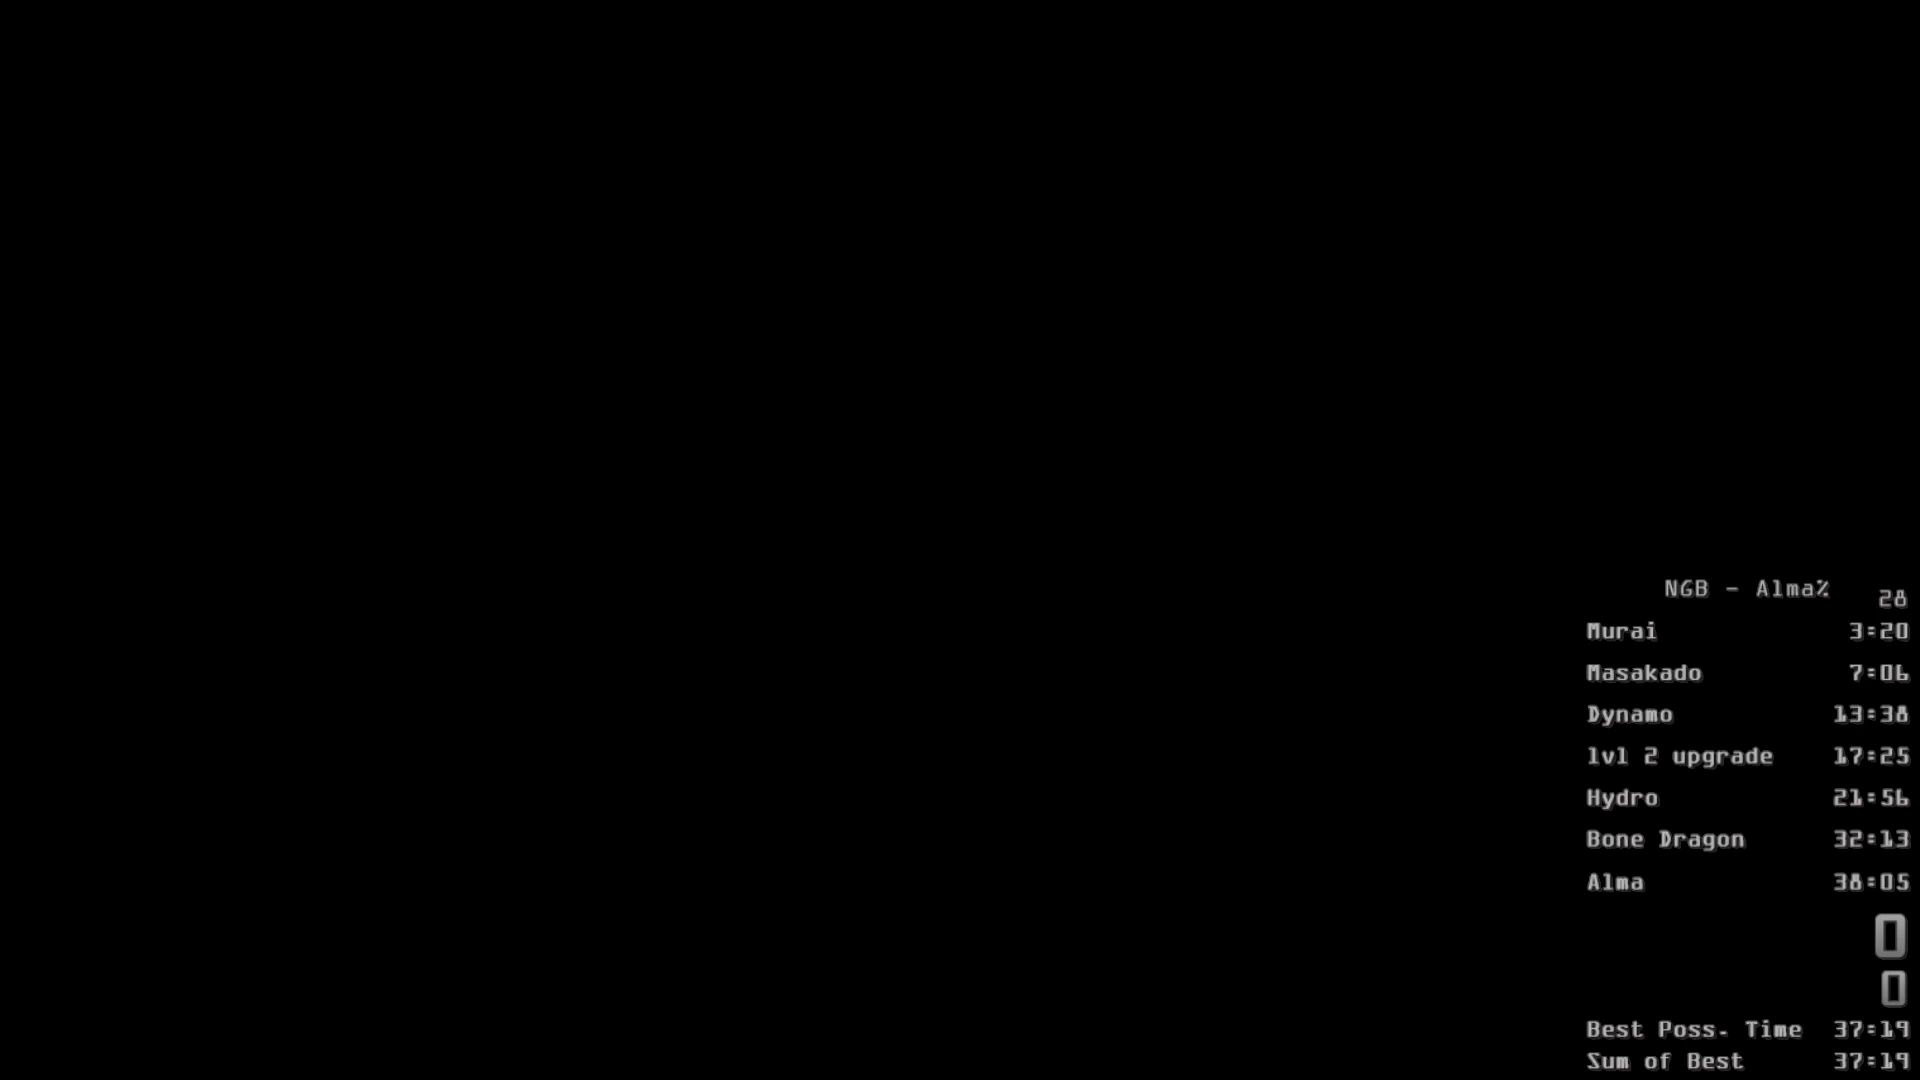 NGB - Alma%
28
Murai 3:20
Masakado 7:06
Dynamo 13:38
lvl 2 upgrade 17:25
Hydro 21:56
Bone Dragon 32:13
Alma 38:05
0
0
Best Poss. Time 37:19
Sum of Best 37:19